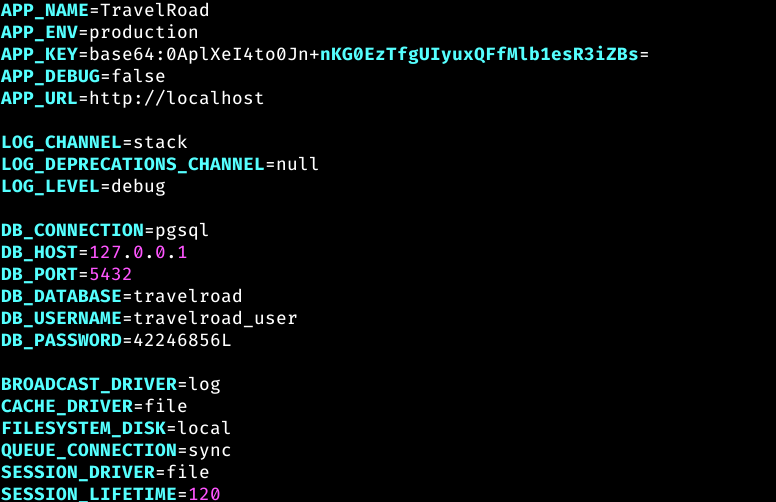 APP_NAME=TravelRoad
APP_ENV=production
APP_KEY=base64:0AplXeI4to0Jn+nKG0EzTfgUIyuxQFfMlb1esR3iZBs=
APP_DEBUG=false
APP_URL=http://localhost
LOG_CHANNEL=stack
LOG_DEPRECATIONS_CHANNEL=null
LOG_LEVEL=debug
DB_CONNECTION=pgsql
DB_HOST=127.0.0.1
DB_PORT=5432
DB_DATABASE=travelroad
DB_USERNAME=travelroad_user
DB_PASSWORD=42246856L
BROADCAST_DRIVER=log
CACHE_DRIVER=file
FILESYSTEM_DISK=local
QUEUE_CONNECTION=sync
SESSION_DRIVER=file
SESSION_LIFETIME=120